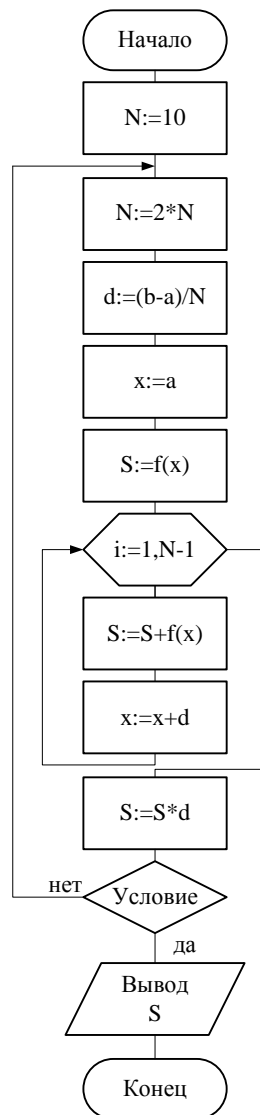 Начало
N:=10
N:=2*N
d:=(b-a)/N
x:=a
S:=f(x)
i:=1,N-1
S:=S+f(x)
x:=x+d
S:=S*d
нет
Условие
да
Вывод
S
Конец